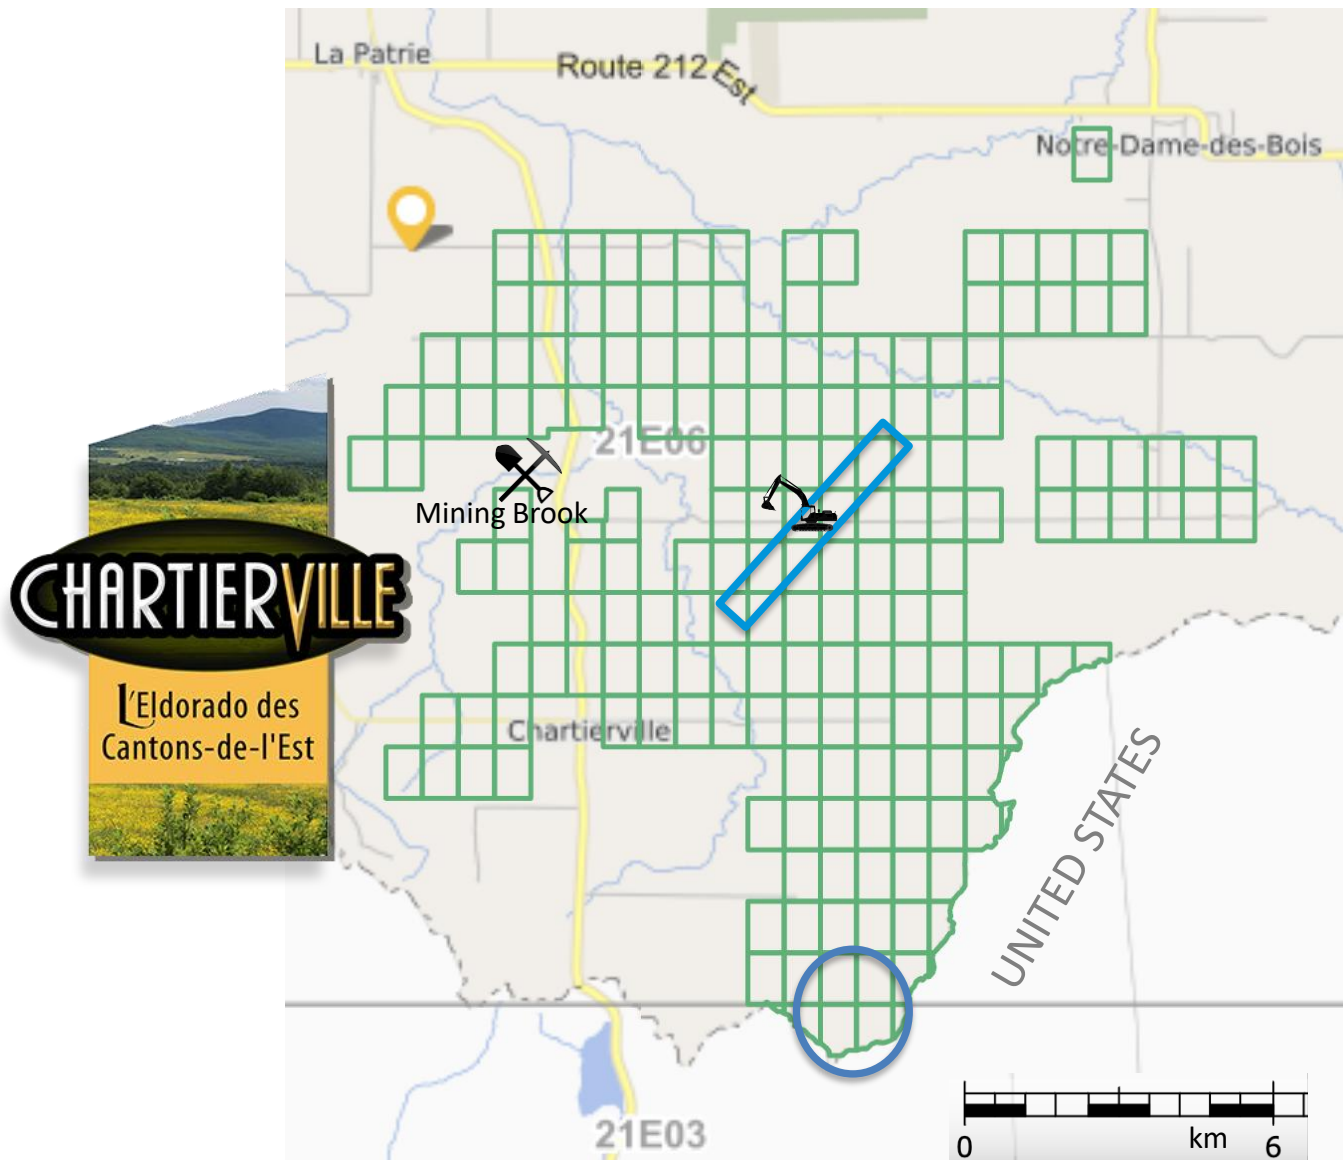 La Patrie
Route 212 Est
Notre-Dame-des-Bois
21E06
Mining Brook
CHARTIERVILLE
L'Eldorado des
Cantons-de-l'Est
Chartierville
UNITED STATES
21E03
km
0 6